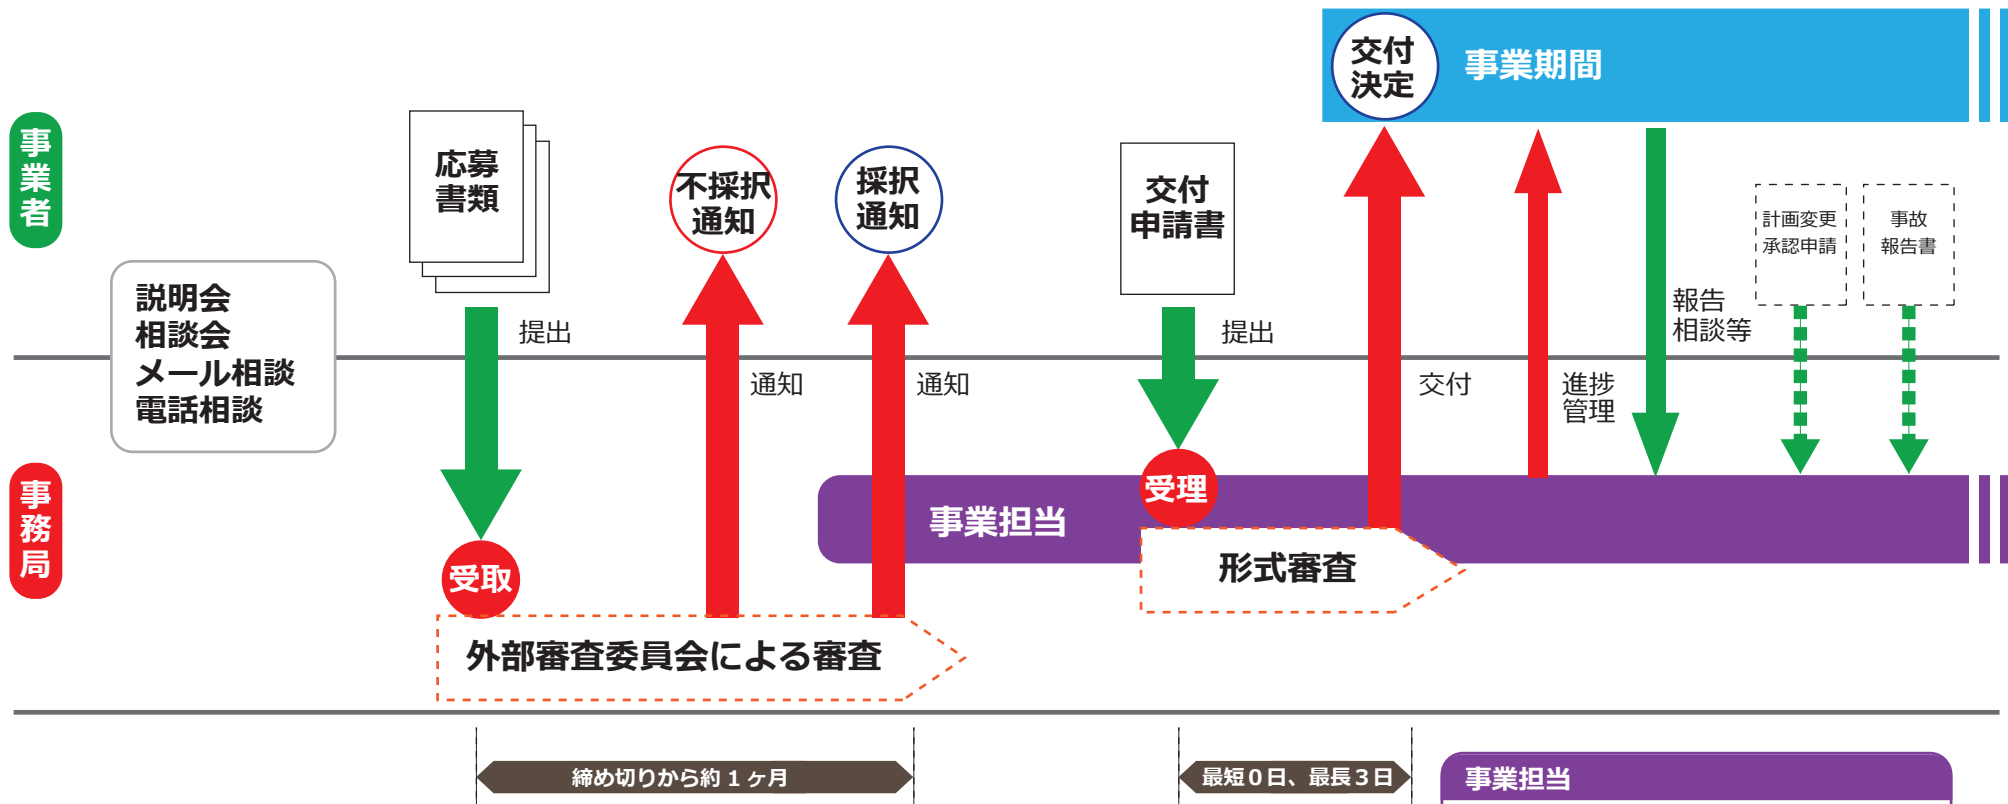 交付
決定
事業期間
事業者
応募
書類
不採択
通知
採択
通知
交付
申請書
計画変更
承認申請
事故
報告書
説明会
相談会
メール相談
電話相談
提出
提出
報告
相談等
通知
通知
交付
進捗
管理
事務局
事業担当
受理
受取
形式審査
外部審査委員会による審査
締め切りから約1ヶ月
最短0日、最長3日
事業担当